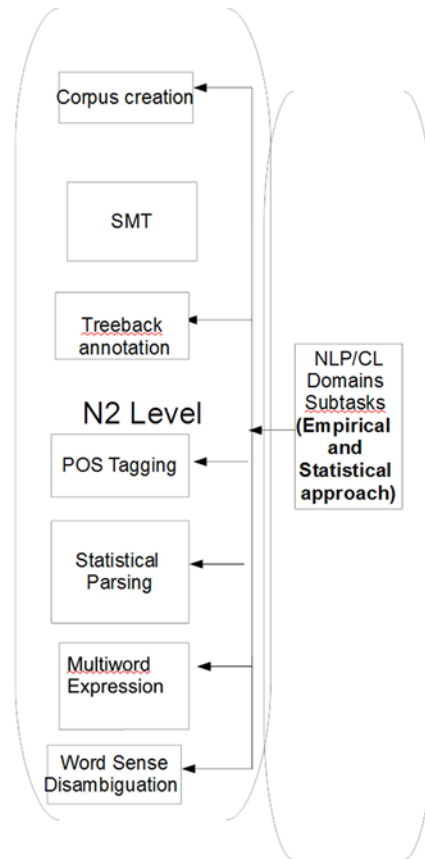 Corpus creation
SMT
Treeback
annotation
N2 Level
POS Tagging
Statistical
Parsing
Multiword
Expression
Word Sense
Disambiguation
NLP/CL
Domains
Subtasks
(Empirical
and
Statistical
approach)